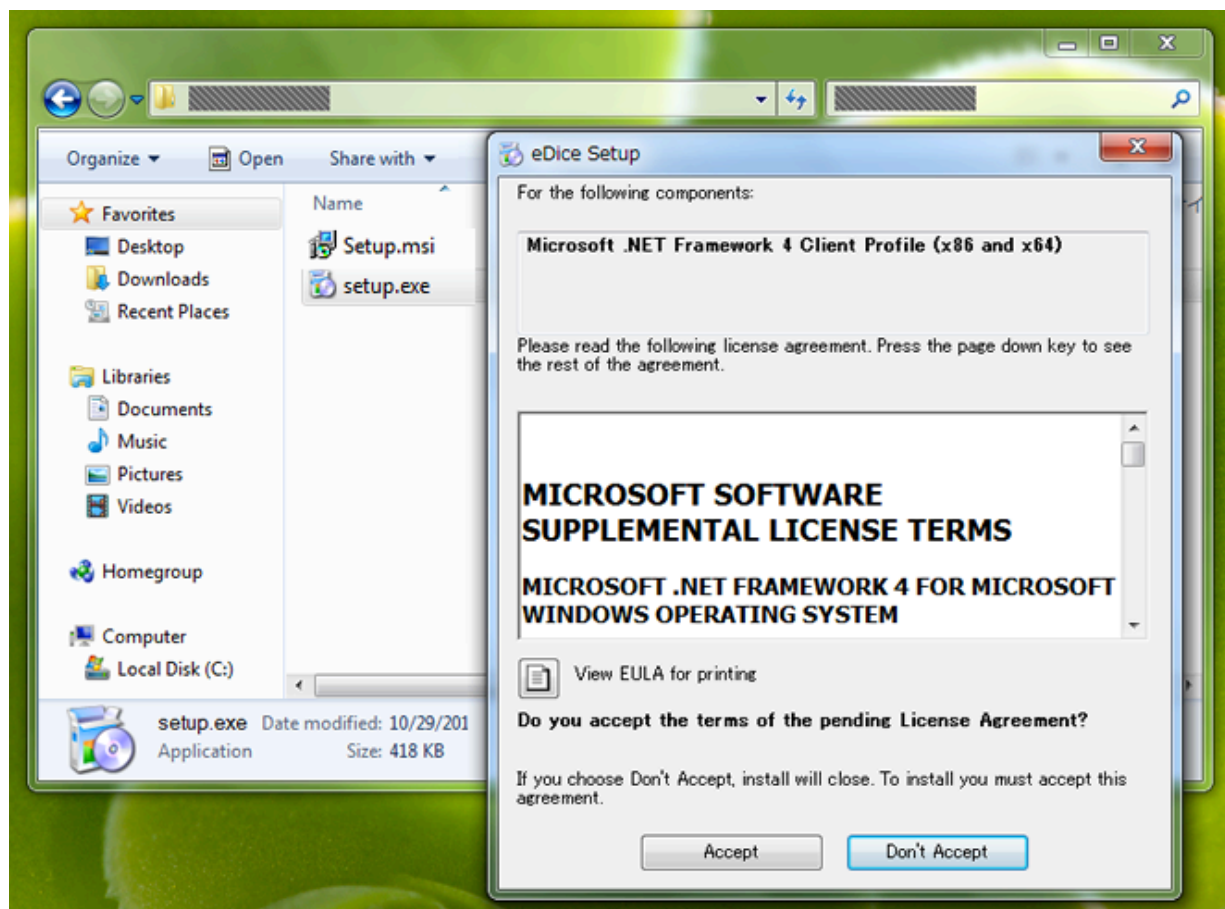 Organize
Open
Share with
Favorites
Desktop
Downloads
Recent Places
Libraries
Documents
Music
Pictures
Videos
Homegroup
Computer
Local Disk (C:)
Name
Setup.msi
setup.exe
setup.exe Date modified: 10/29/201
Application Size: 418 KB
eDice Setup
For the following components:
Microsoft .NET Framework 4 Client Profile (x86 and x64)
Please read the following license agreement. Press the page down key to see
the rest of the agreement.
MICROSOFT SOFTWARE
SUPPLEMENTAL LICENSE TERMS
MICROSOFT .NET FRAMEWORK 4 FOR MICROSOFT
WINDOWS OPERATING SYSTEM
View EULA for printing
Do you accept the terms of the pending License Agreement?
If you choose Don't Accept, install will close. To install you must accept this
agreement.
Accept
Don't Accept